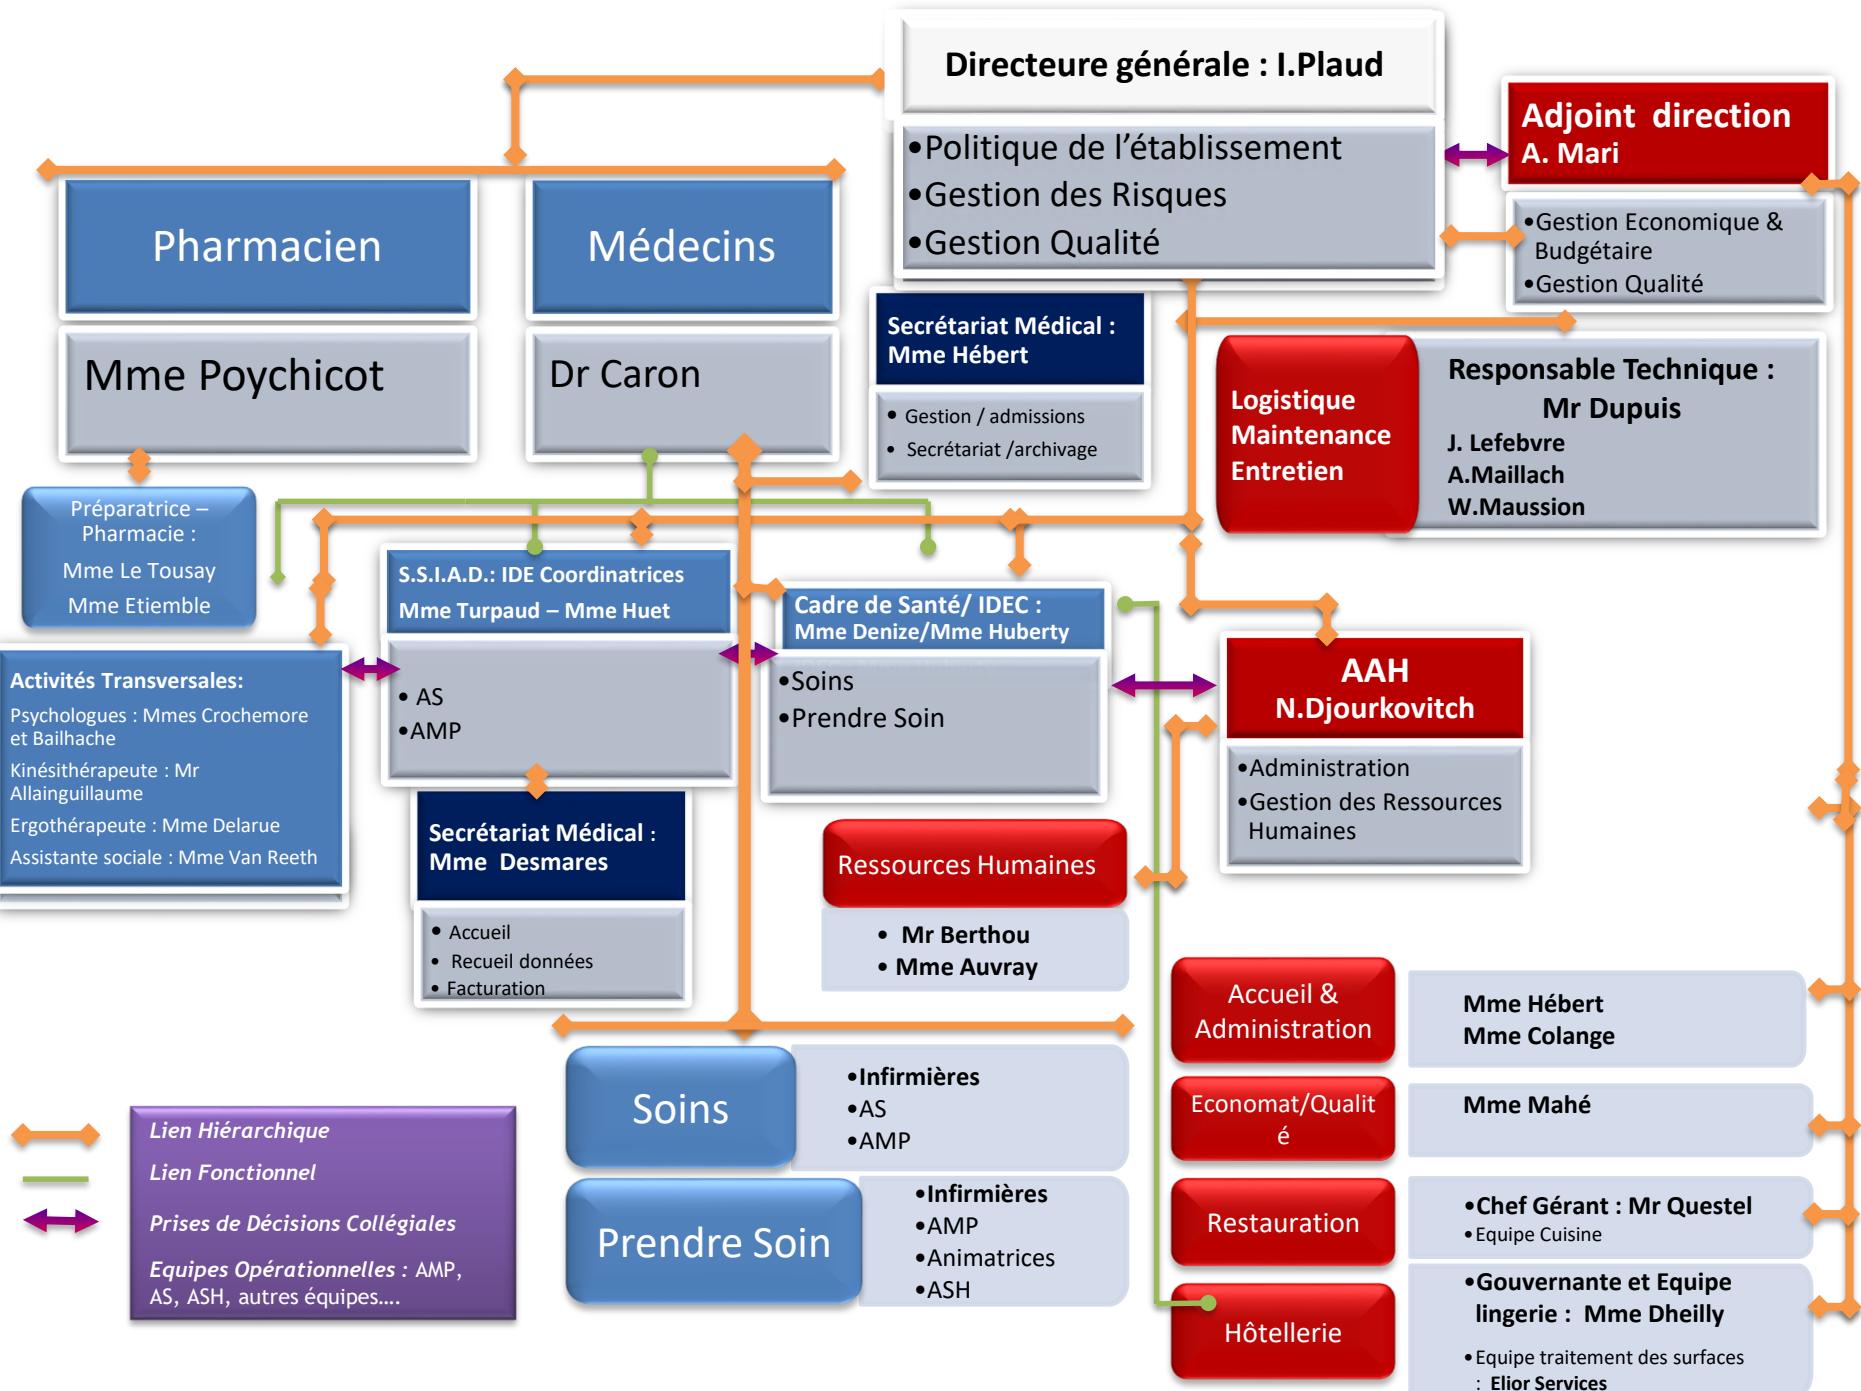 Directeure générale : I.Plaud
•Politique de l’établissement
•Gestion des Risques
•Gestion Qualité
Adjoint direction
A. Mari
•Gestion Economique &
Budgétaire
•Gestion Qualité
Pharmacien
Mme Poychicot
Médecins
Dr Caron
Secrétariat Médical :
Mme Hébert
• Gestion / admissions
• Secrétariat /archivage
Logistique
Maintenance
Entretien
Responsable Technique :
Mr Dupuis
J. Lefebvre
A.Maillach
W.Maussion
Préparatrice –
Pharmacie :
Mme Le Tousay
Mme Etiemble
S.S.I.A.D.: IDE Coordinatrices
Mme Turpaud – Mme Huet
• AS
•AMP
Cadre de Santé/ IDEC :
Mme Denize/Mme Huberty
•Soins
•Prendre Soin
AAH
N.Djourkovitch
•Administration
•Gestion des Ressources
Humaines
Activités Transversales:
Psychologues : Mmes Crochemore
et Bailhache
Kinésithérapeute : Mr
Allainguillaume
Ergothérapeute : Mme Delarue
Assistante sociale : Mme Van Reeth
Secrétariat Médical :
Mme Desmares
• Accueil
• Recueil données
• Facturation
Ressources Humaines
• Mr Berthou
• Mme Auvray
Accueil &
Administration
Mme Hébert
Mme Colange
Economat/Qualit
é
Mme Mahé
Restauration
•Chef Gérant : Mr Questel
•Equipe Cuisine
Hôtellerie
•Gouvernante et Equipe
lingerie : Mme Dheilly
•Equipe traitement des surfaces
: Elior Services
Soins
•Infirmières
•AS
•AMP
Prendre Soin
•Infirmières
•AMP
•Animatrices
•ASH
Lien Hiérarchique
Lien Fonctionnel
Prises de Décisions Collégiales
Equipes Opérationnelles : AMP,
AS, ASH, autres équipes….